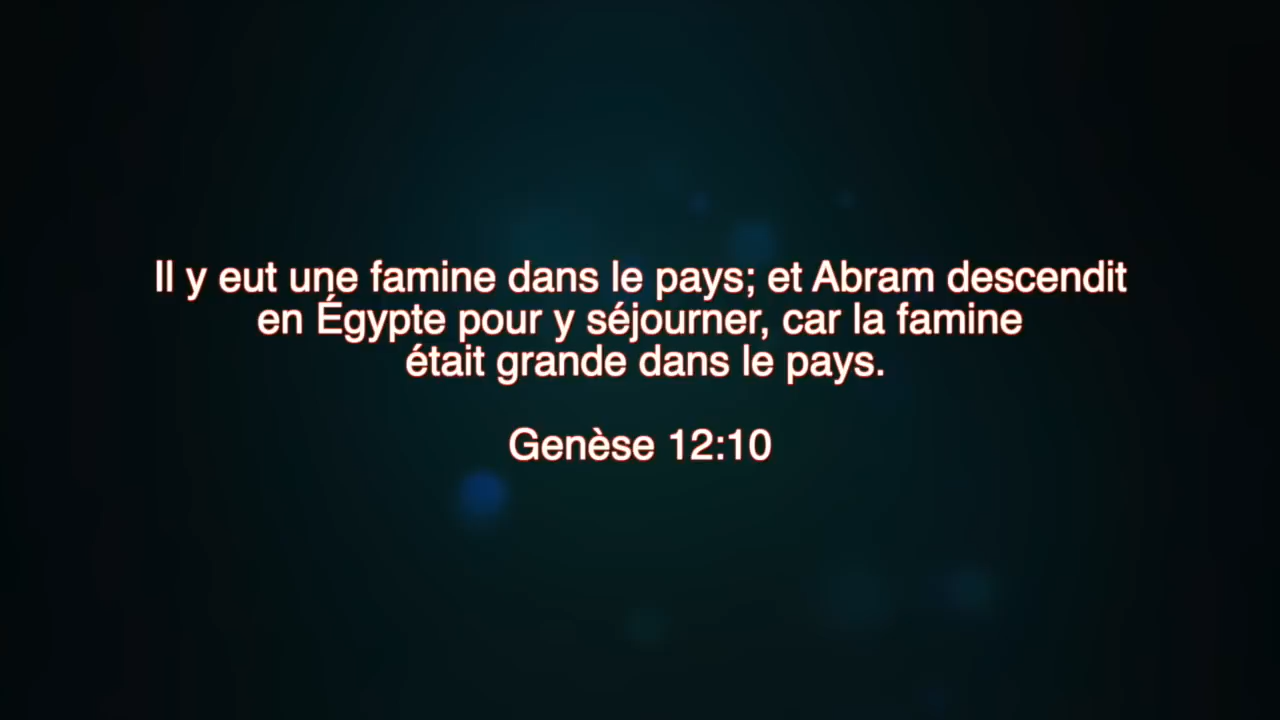 Il y eut une famine dans le pays; et Abram descendit
en Égypte pour y séjourner, car la famine
était grande dans le pays.
Genèse 12:10